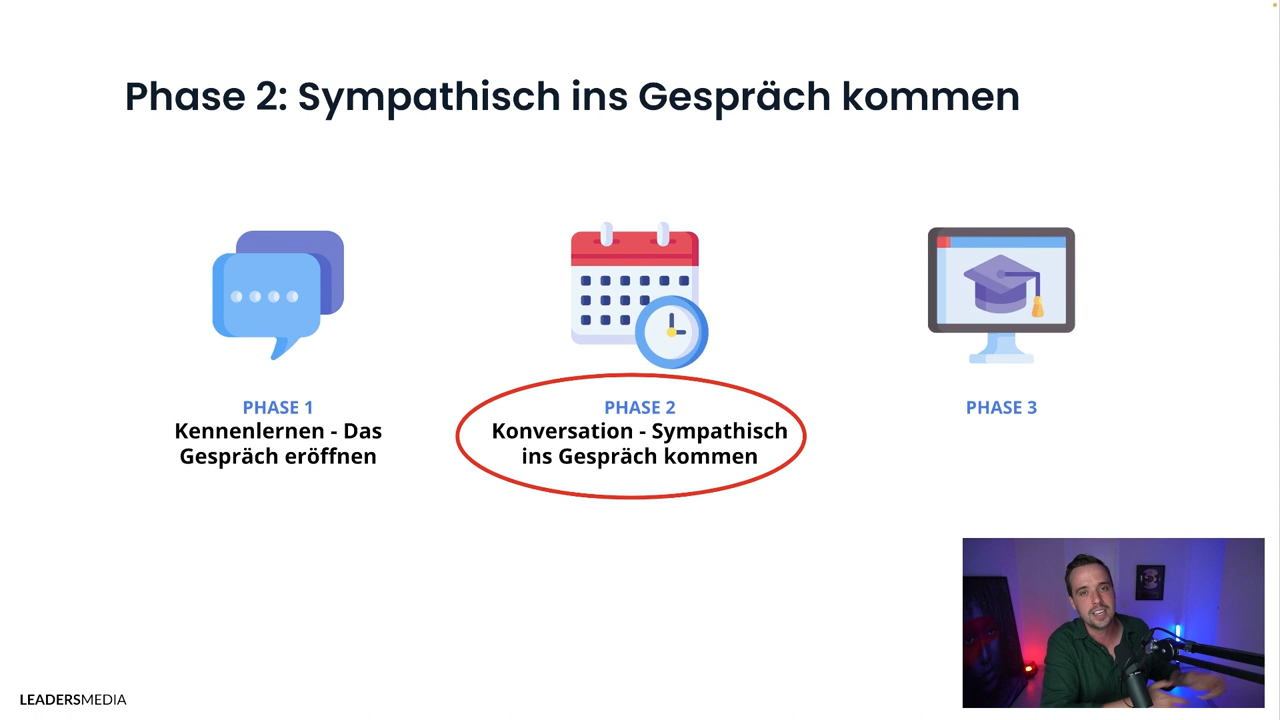 Phase 2: Sympathisch ins Gespräch kommen
PHASE 1
Kennenlernen - Das
Gespräch eröffnen
PHASE 2
Konversation - Sympathisch
ins Gespräch kommen
PHASE 3
LEADERSMEDIA